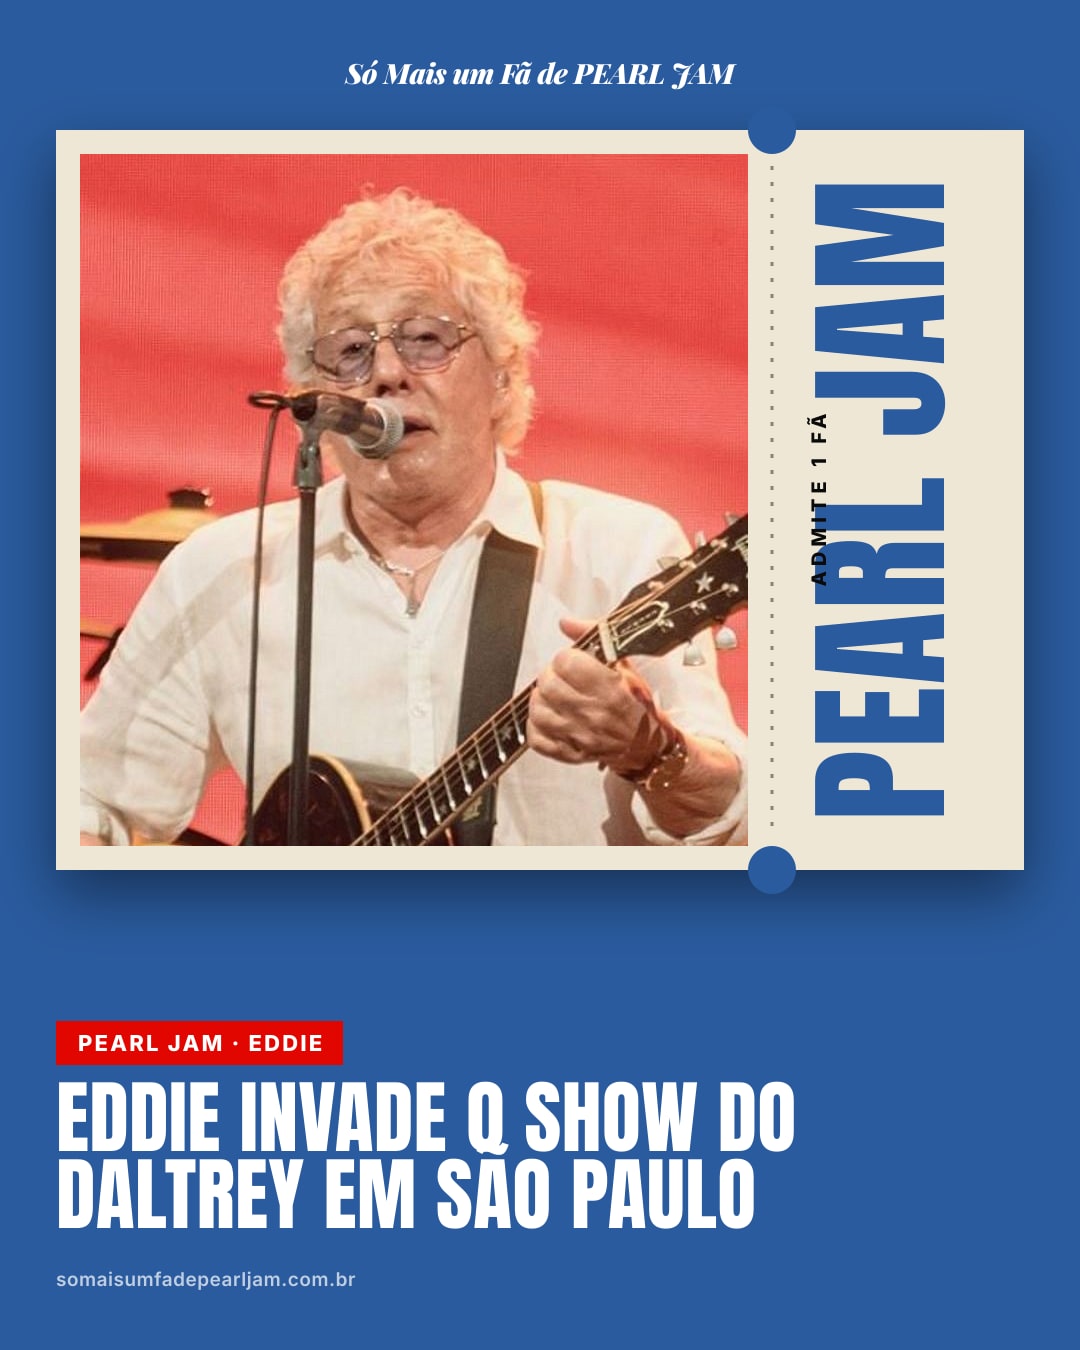 Só Mais um Fã de PEARL JAM
ADMITE 1 FÃ
PEARL JAM
PEARL JAM · EDDIE
EDDIE INVADE O SHOW DO
DALTREY EM SÃO PAULO
somaisumfadepearljam.com.br